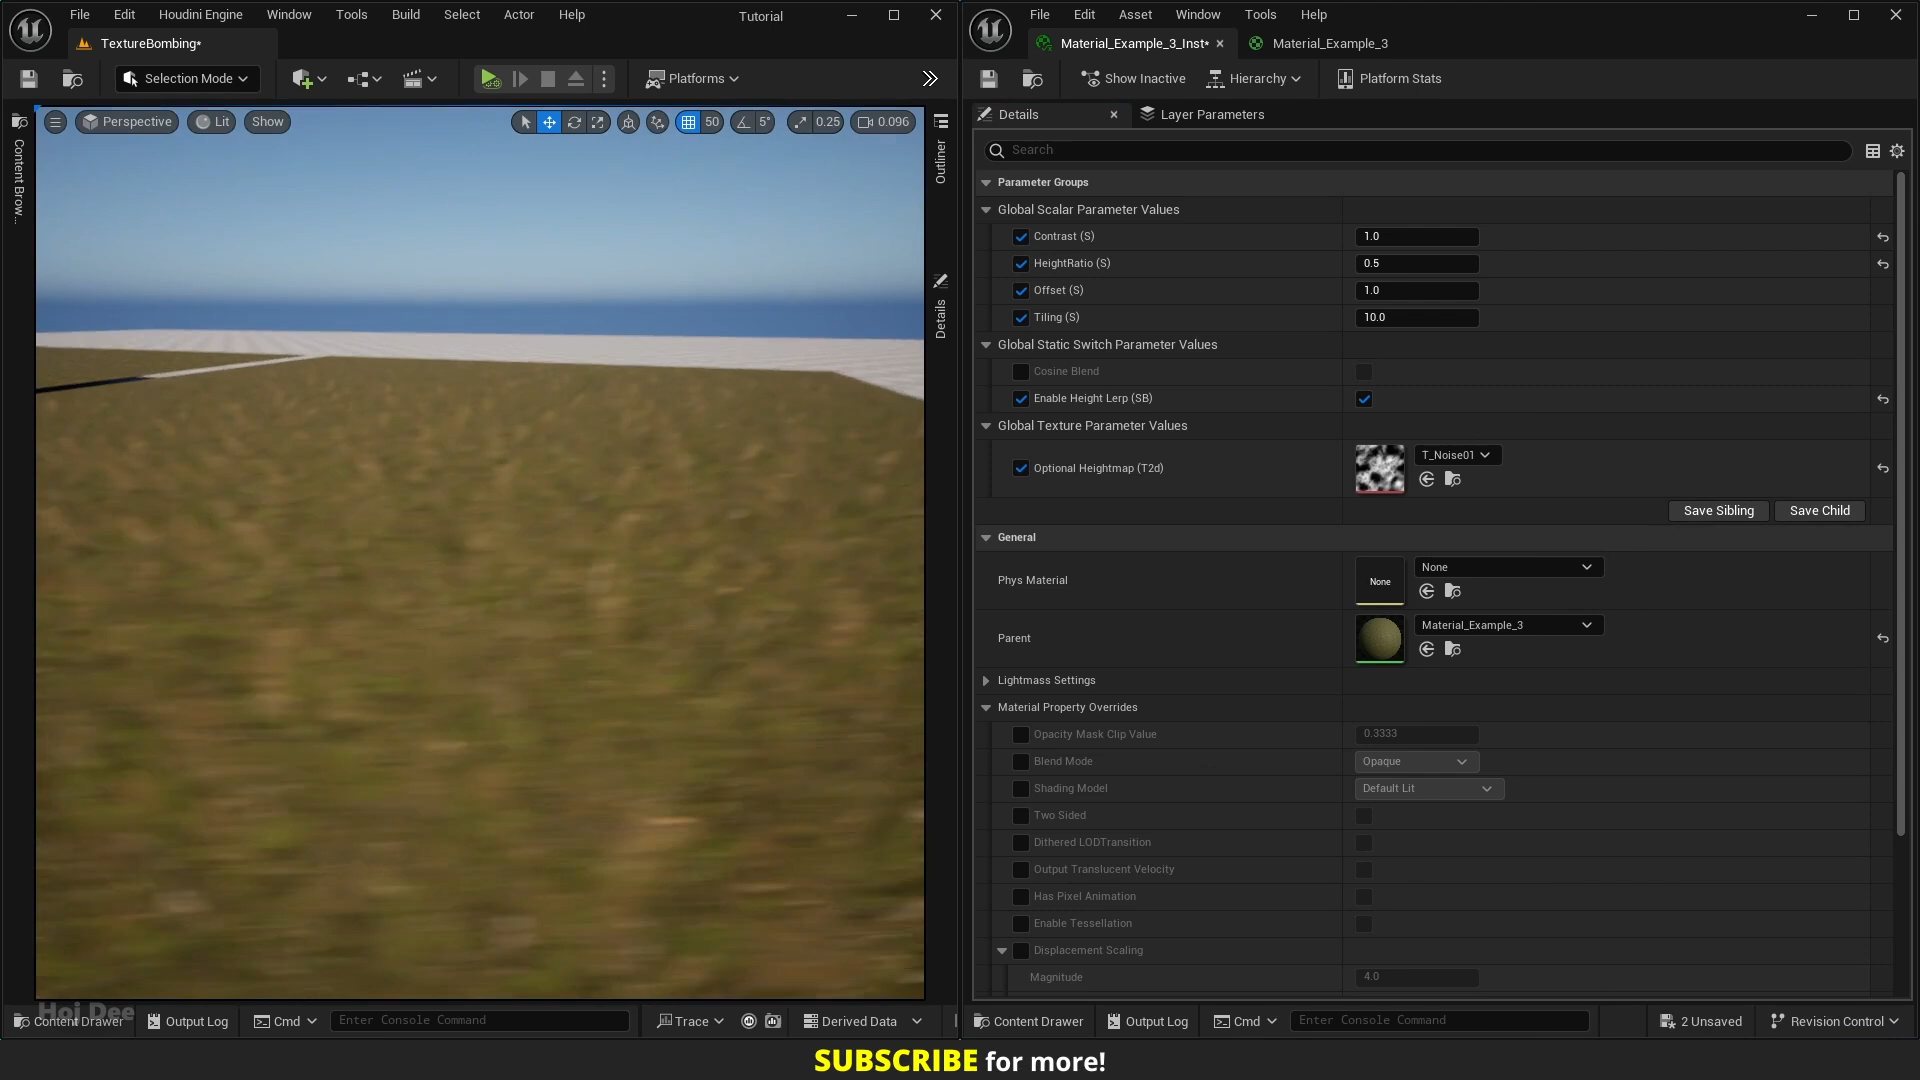 File Edit Houdini Engine Window Tools Build Select Actor Help Tutorial
TextureBombing*
Selection Mode Platforms
Perspective Lit Show 50 5° 0.25 0.096
Content Brow...
Outliner
Details
Hoj Dee
Content Drawer Output Log Cmd Enter Console Command Trace Derived Data
File Edit Asset Window Tools Help
Material_Example_3_Inst* Material_Example_3
Show Inactive Hierarchy Platform Stats
Details Layer Parameters
Search
Parameter Groups
Global Scalar Parameter Values
Contrast (S) 1.0
HeightRatio (S) 0.5
Offset (S) 1.0
Tiling (S) 10.0
Global Static Switch Parameter Values
Cosine Blend
Enable Height Lerp (SB)
Global Texture Parameter Values
Optional Heightmap (T2d) T_Noise01
Save Sibling Save Child
General
Phys Material None None
Parent Material_Example_3
Lightmass Settings
Material Property Overrides
Opacity Mask Clip Value 0.3333
Blend Mode Opaque
Shading Model Default Lit
Two Sided
Dithered LODTransition
Output Translucent Velocity
Has Pixel Animation
Enable Tessellation
Displacement Scaling
Magnitude 4.0
Content Drawer Output Log Cmd Enter Console Command 2 Unsaved Revision Control
SUBSCRIBE for more!